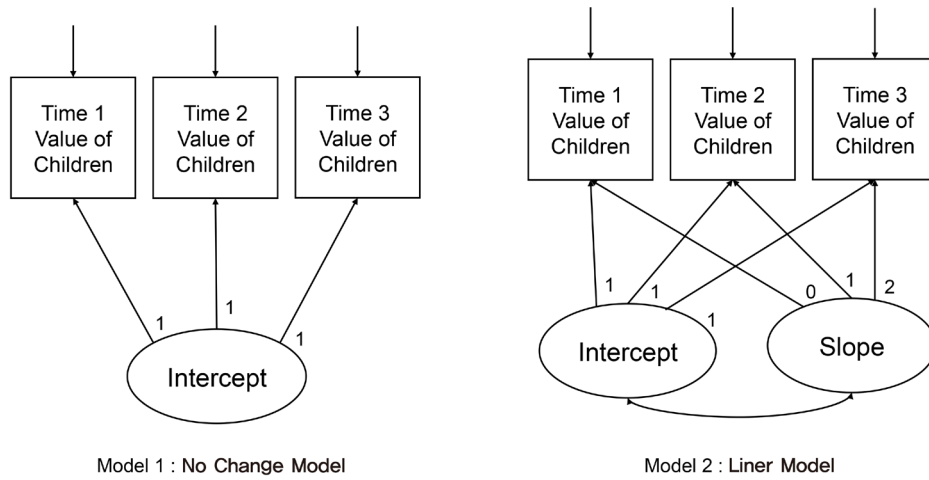 Time 1
Value of
Children
Time 2
Value of
Children
Time 3
Value of
Children
1
1
1
Intercept
Model 1 : No Change Model
Time 1
Value of
Children
Time 2
Value of
Children
Time 3
Value of
Children
1
1
1
0
1
2
Intercept
Slope
Model 2 : Liner Model